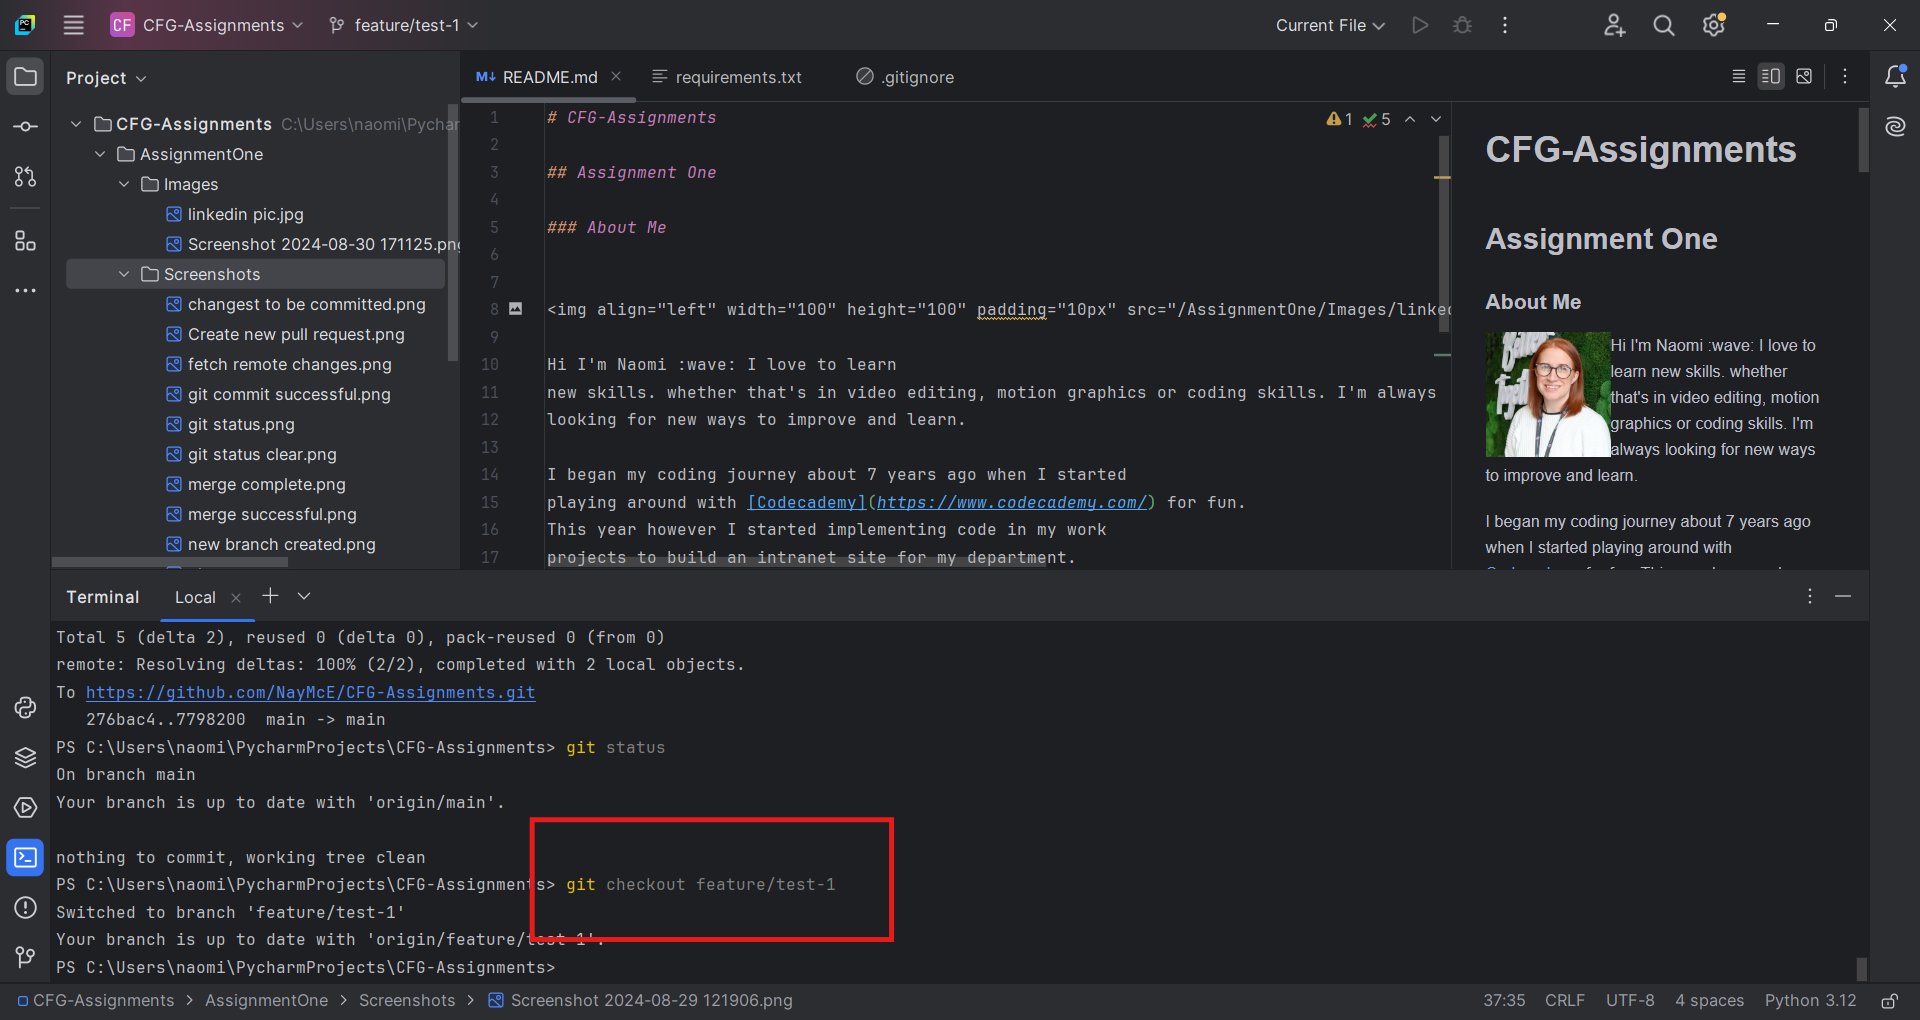 PC
CF CFG-Assignments feature/test-1 Current File
Project
CFG-Assignments C:\Users\naomi\Pychar
AssignmentOne
Images
linkedin pic.jpg
Screenshot 2024-08-30 171125.png
Screenshots
changest to be committed.png
Create new pull request.png
fetch remote changes.png
git commit successful.png
git status.png
git status clear.png
merge complete.png
merge successful.png
new branch created.png
M↓ README.md requirements.txt .gitignore
1 # CFG-Assignments
2
3 ## Assignment One
4
5 ### About Me
6
7
8 <img align="left" width="100" height="100" padding="10px" src="/AssignmentOne/Images/linke
9
10 Hi I'm Naomi :wave: I love to learn
11 new skills. whether that's in video editing, motion graphics or coding skills. I'm always
12 looking for new ways to improve and learn.
13
14 I began my coding journey about 7 years ago when I started
15 playing around with [Codecademy](https://www.codecademy.com/) for fun.
16 This year however I started implementing code in my work
17 projects to build an intranet site for my department.
1 5
CFG-Assignments
Assignment One
About Me
Hi I'm Naomi :wave: I love to
learn new skills. whether
that's in video editing, motion
graphics or coding skills. I'm
always looking for new ways
to improve and learn.
I began my coding journey about 7 years ago
when I started playing around with
Terminal Local
Total 5 (delta 2), reused 0 (delta 0), pack-reused 0 (from 0)
remote: Resolving deltas: 100% (2/2), completed with 2 local objects.
To https://github.com/NayMcE/CFG-Assignments.git
276bac4..7798200 main -> main
PS C:\Users\naomi\PycharmProjects\CFG-Assignments> git status
On branch main
Your branch is up to date with 'origin/main'.
nothing to commit, working tree clean
PS C:\Users\naomi\PycharmProjects\CFG-Assignments> git checkout feature/test-1
Switched to branch 'feature/test-1'
Your branch is up to date with 'origin/feature/test-1'.
PS C:\Users\naomi\PycharmProjects\CFG-Assignments>
CFG-Assignments > AssignmentOne > Screenshots > Screenshot 2024-08-29 121906.png 37:35 CRLF UTF-8 4 spaces Python 3.12